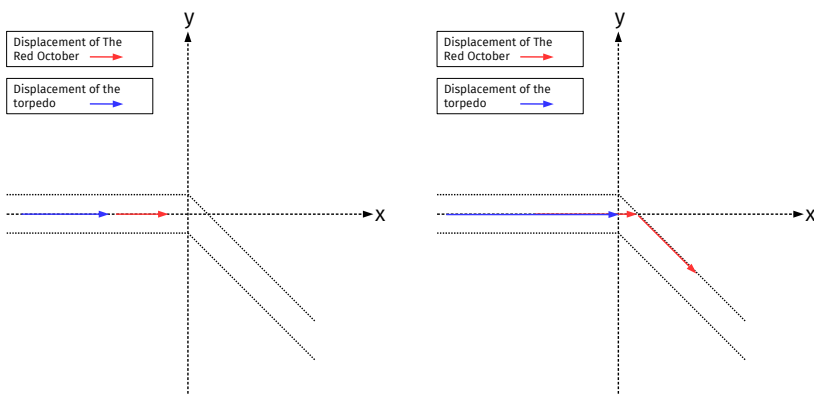 y
Displacement of The
Red October
Displacement of the
torpedo
x
y
Displacement of The
Red October
Displacement of the
torpedo
x